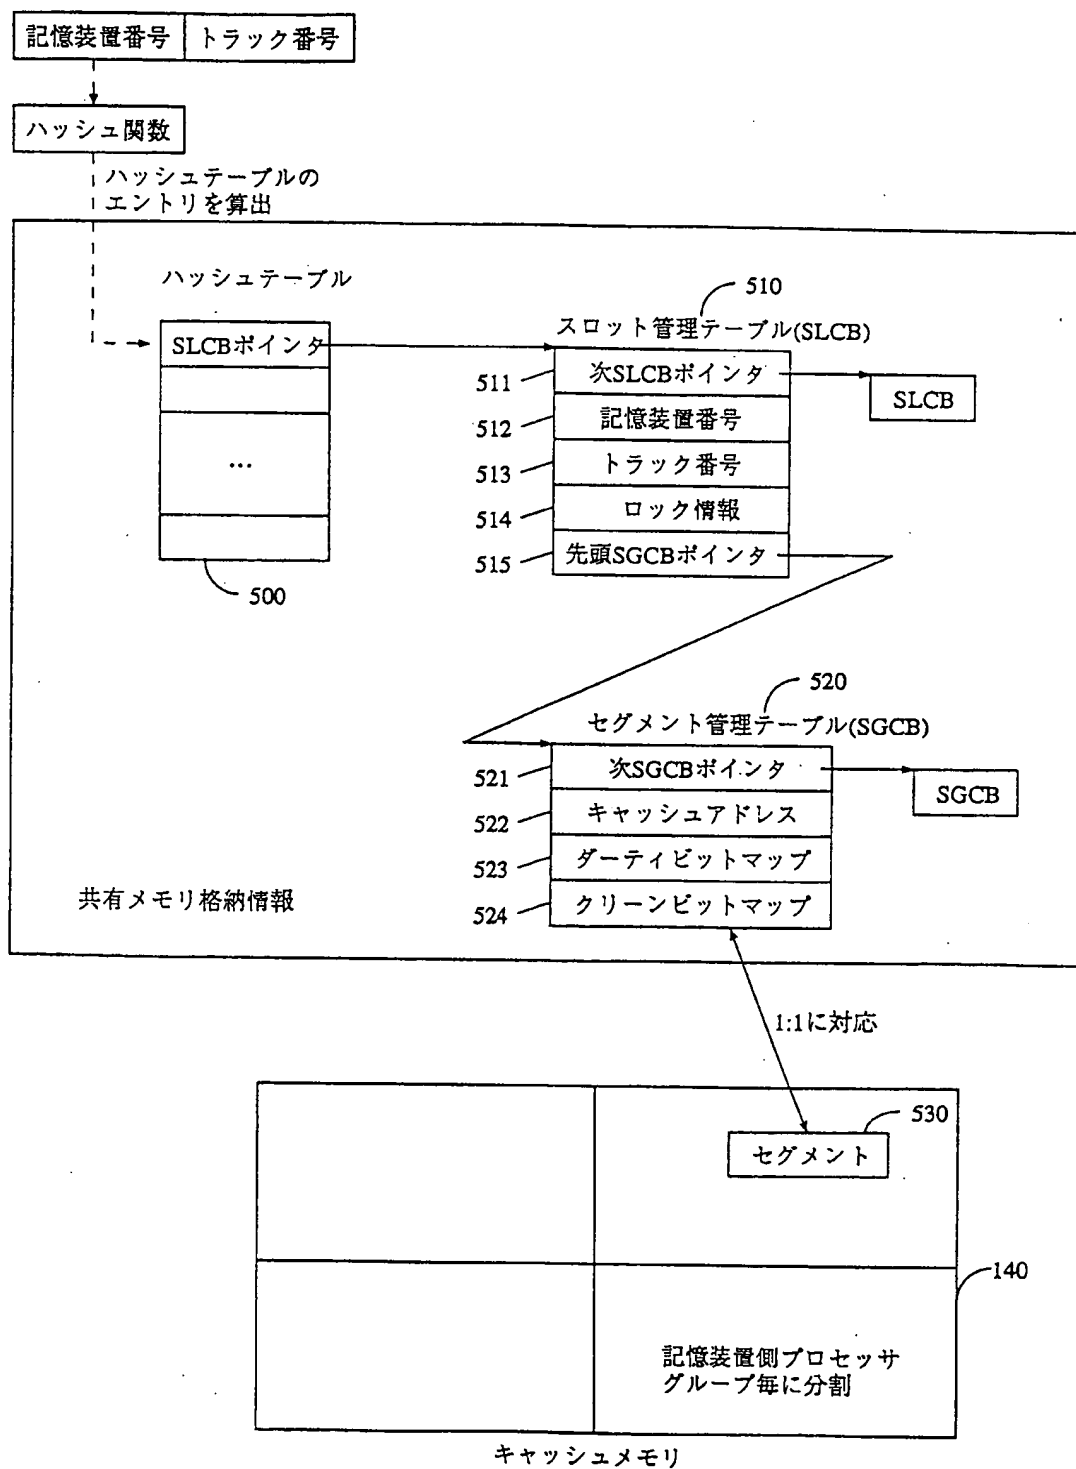 記憶装置番号 トラック番号
ハッシュ関数
ハッシュテーブルの
エントリを算出
ハッシュテーブル
510
スロット管理テーブル(SLCB)
SLCBポインタ
511 次SLCBポインタ
SLCB
512 記憶装置番号
…
513 トラック番号
514 ロック情報
515 先頭SGCBポインタ
500
520
セグメント管理テーブル(SGCB)
521 次SGCBポインタ
SGCB
522 キャッシュアドレス
523 ダーティビットマップ
524 クリーンビットマップ
共有メモリ格納情報
1:1に対応
530
セグメント
140
記憶装置側プロセッサ
グループ毎に分割
キャッシュメモリ